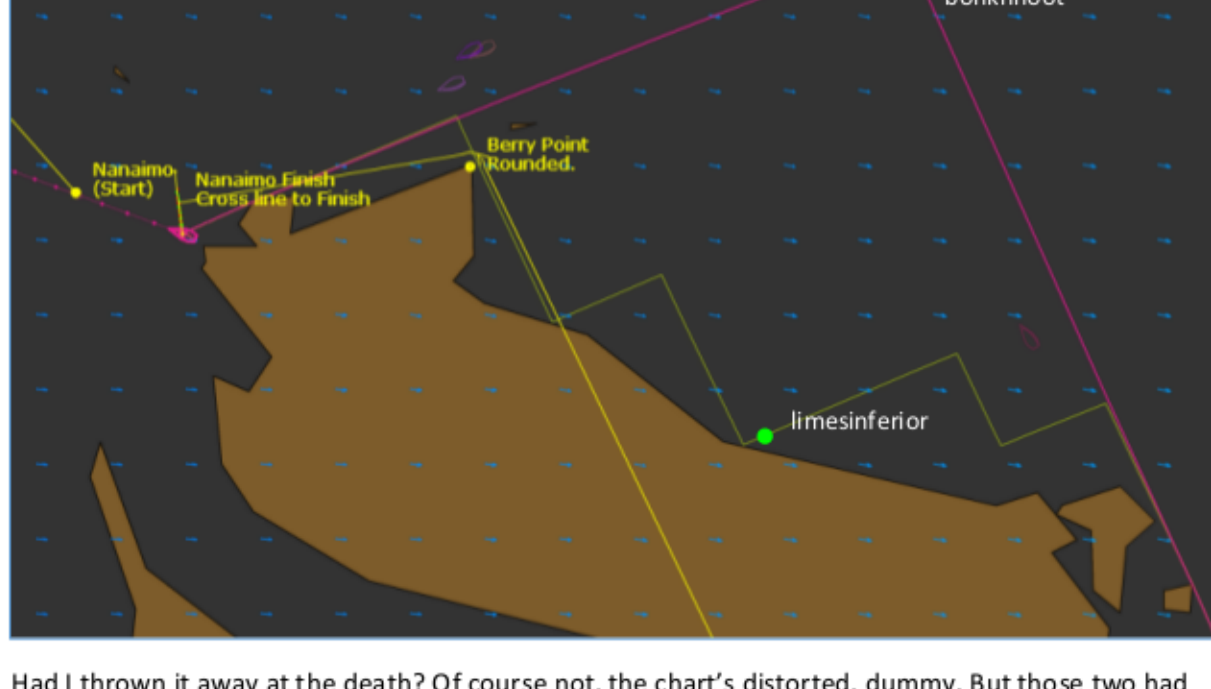 bonknhoot
Berry Point
Rounded.
Nanaimo
(Start)
Nanaimo Finish
Cross line to Finish
limesinferior
Had I thrown it away at the death? Of course not, the chart's distorted, dummy. But those two had